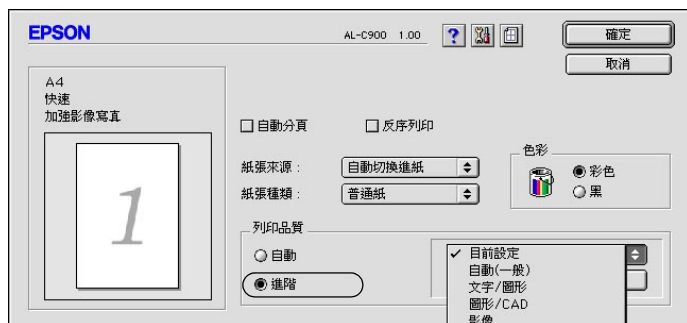 EPSON
AL-C900 1.00
?
確定
取消
A4
快速
加強影像寫真
1
自動分頁
反序列印
紙張來源：
自動切換進紙
紙張種類：
普通紙
色彩
彩色
黑
列印品質
自動
進階
✓ 目前設定
自動(一般)
文字/圖形
圖形/CAD
影像